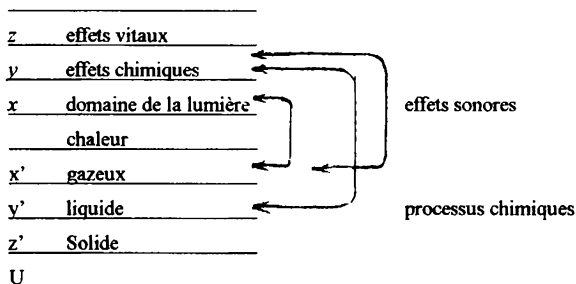 z effets vitaux
y effets chimiques
x domaine de la lumière effets sonores
chaleur
x' gazeux
y' liquide processus chimiques
z' Solide
U